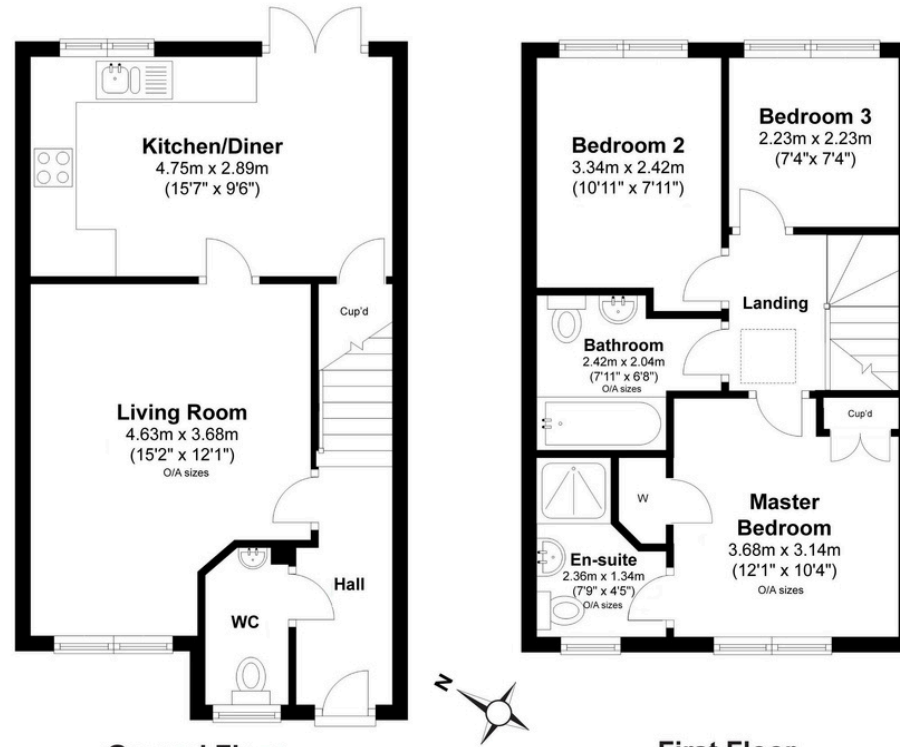 Kitchen/Diner
4.75m x 2.89m
(15'7" x 9'6")
Cup'd
Living Room
4.63m x 3.68m
(15'2" x 12'1")
O/A sizes
Hall
WC
Bedroom 2
3.34m x 2.42m
(10'11" x 7'11")
Bedroom 3
2.23m x 2.23m
(7'4"x 7'4")
Landing
Bathroom
2.42m x 2.04m
(7'11" x 6'8")
O/A sizes
Cup'd
W
Master
Bedroom
3.68m x 3.14m
(12'1" x 10'4")
O/A sizes
En-suite
2.36m x 1.34m
(7'9" x 4'5")
O/A sizes
N
First Floor